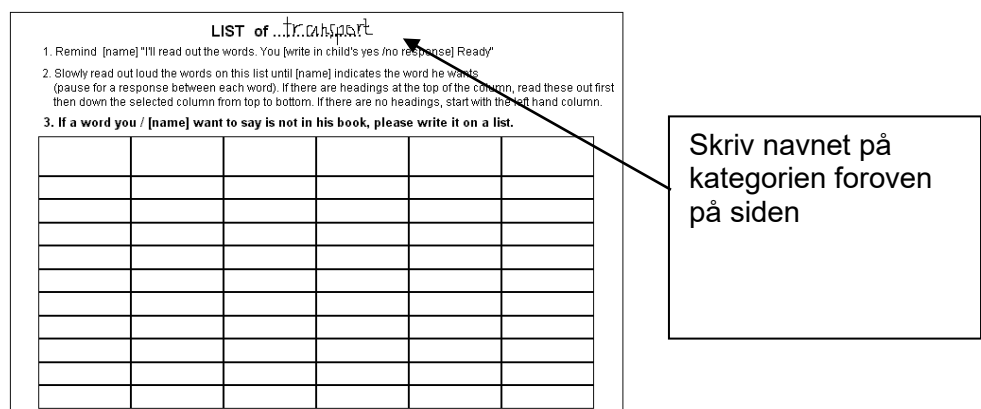 LIST of ...transport...
1. Remind [name] "I'll read out the words. You [write in child's yes /no response] Ready"
2. Slowly read out loud the words on this list until [name] indicates the word he wants
(pause for a response between each word). If there are headings at the top of the column, read these out first
then down the selected column from top to bottom. If there are no headings, start with the left hand column.
3. If a word you / [name] want to say is not in his book, please write it on a list.
Skriv navnet på
kategorien foroven
på siden